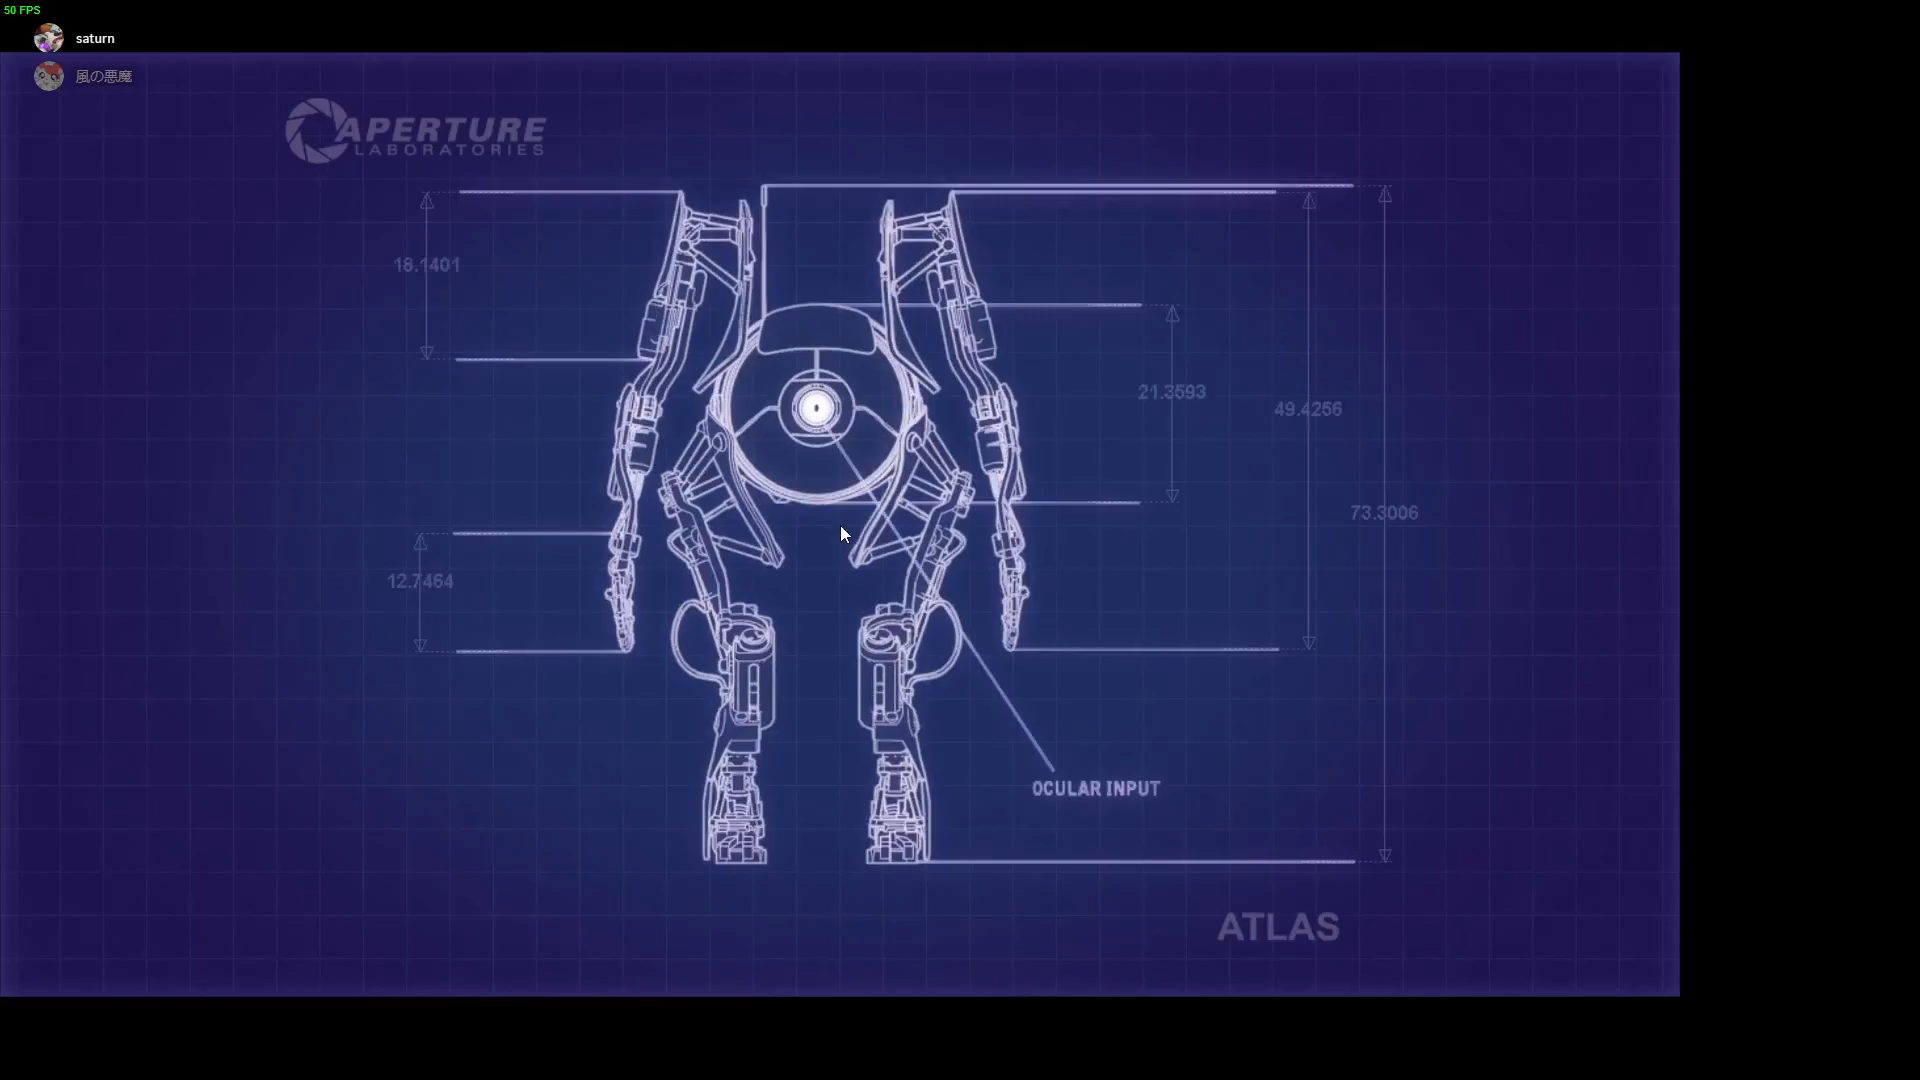 50 FPS
saturn
風の悪魔
APERTURE
LABORATORIES
18.1401
21.3593
49.4256
73.3006
12.7464
OCULAR INPUT
ATLAS